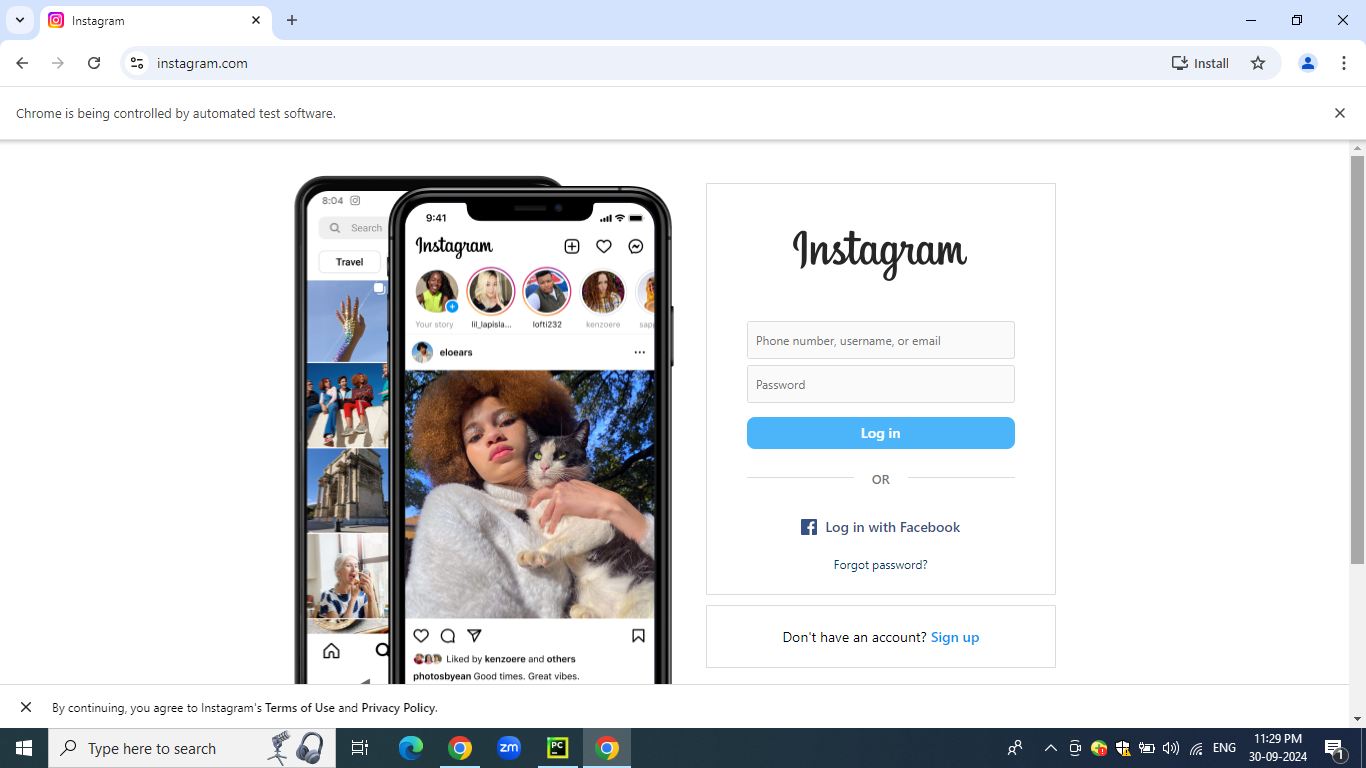 Instagram
instagram.com
Install
Chrome is being controlled by automated test software.
8:04
Search
Travel
9:41
Instagram
Your story
lil_lapisla...
lofti232
kenzoere
sap
eloears
Liked by kenzoere and others
photosbyean Good times. Great vibes.
Instagram
Phone number, username, or email
Password
Log in
OR
Log in with Facebook
Forgot password?
Don't have an account? Sign up
By continuing, you agree to Instagram's Terms of Use and Privacy Policy.
Type here to search
zm
PC
ENG
11:29 PM
30-09-2024
1